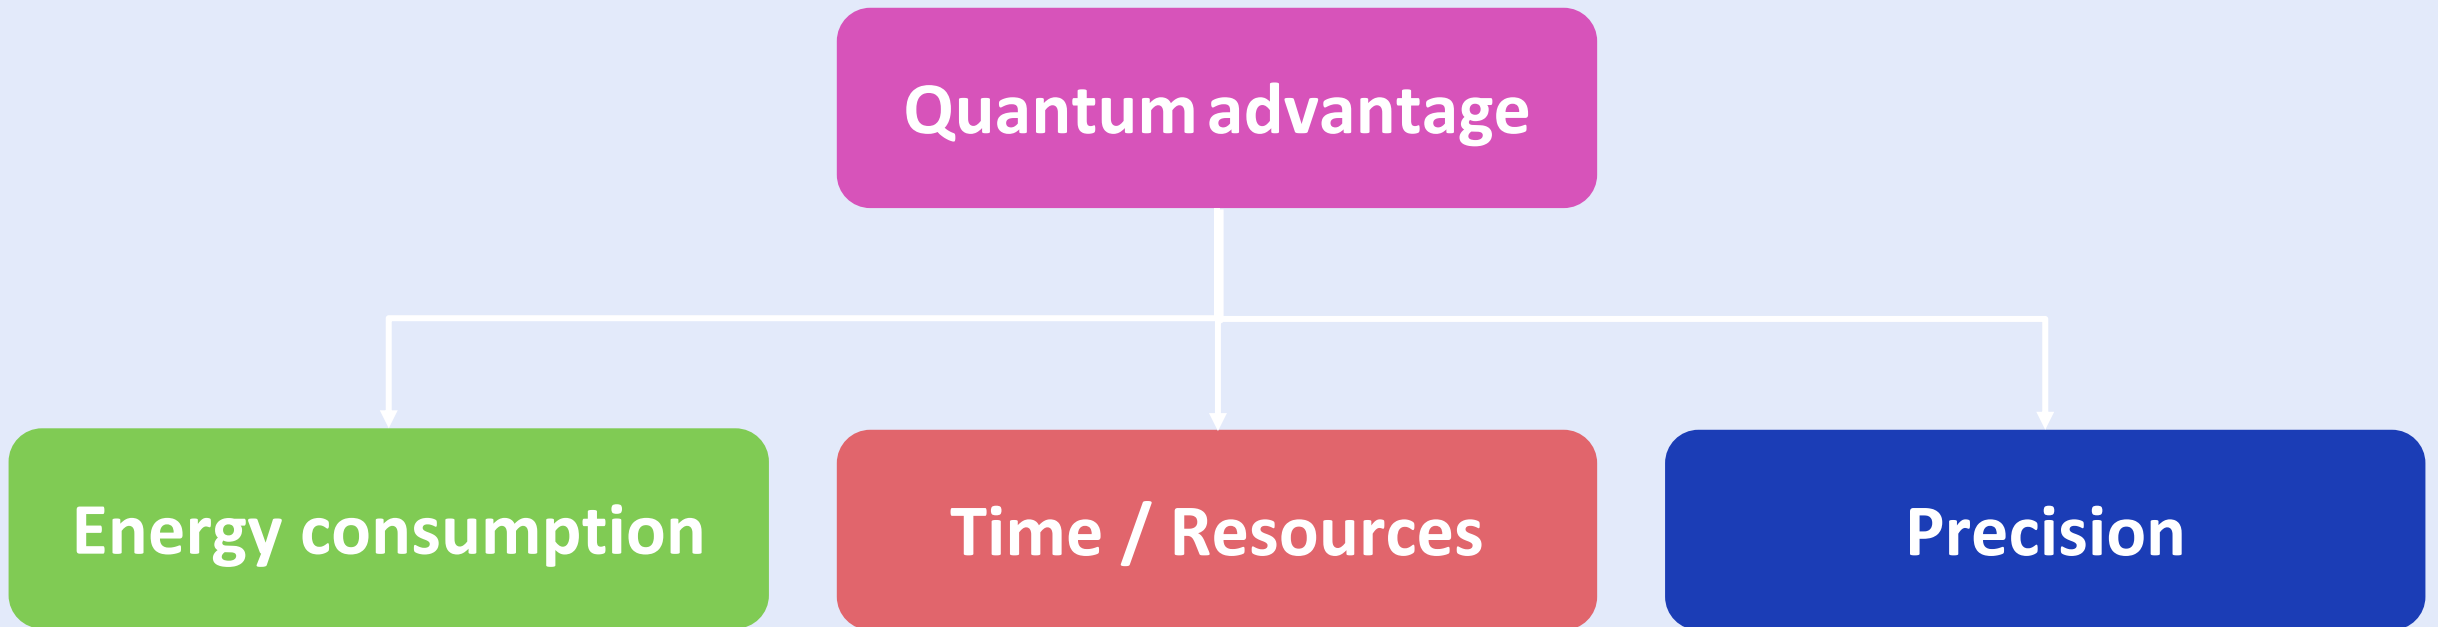 Quantum advantage
Energy consumption
Time / Resources
Precision